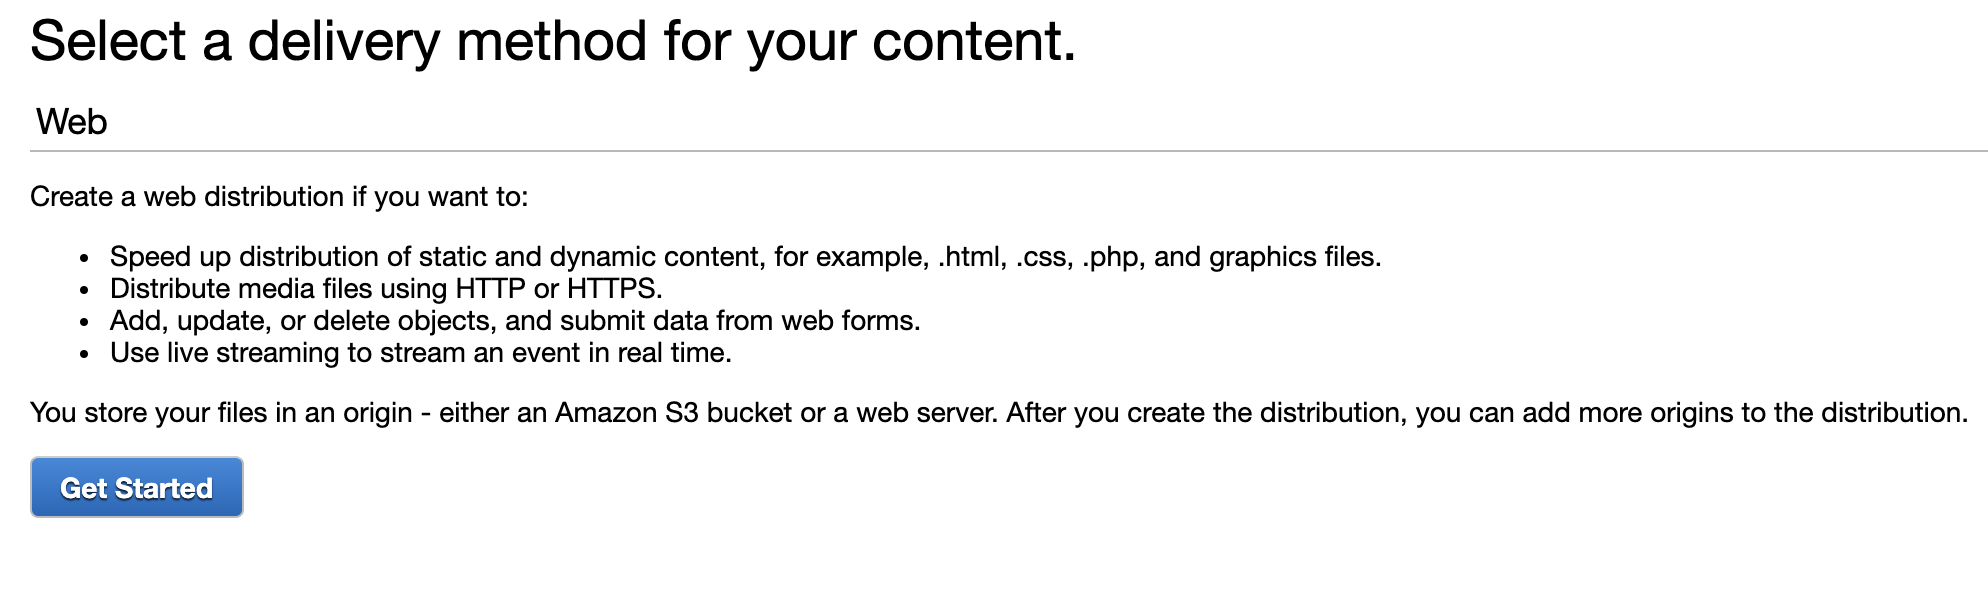 Select a delivery method for your content.
Web
Create a web distribution if you want to:
• Speed up distribution of static and dynamic content, for example, .html, .css, .php, and graphics files.
• Distribute media files using HTTP or HTTPS.
• Add, update, or delete objects, and submit data from web forms.
• Use live streaming to stream an event in real time.
You store your files in an origin - either an Amazon S3 bucket or a web server. After you create the distribution, you can add more origins to the distribution.
Get Started